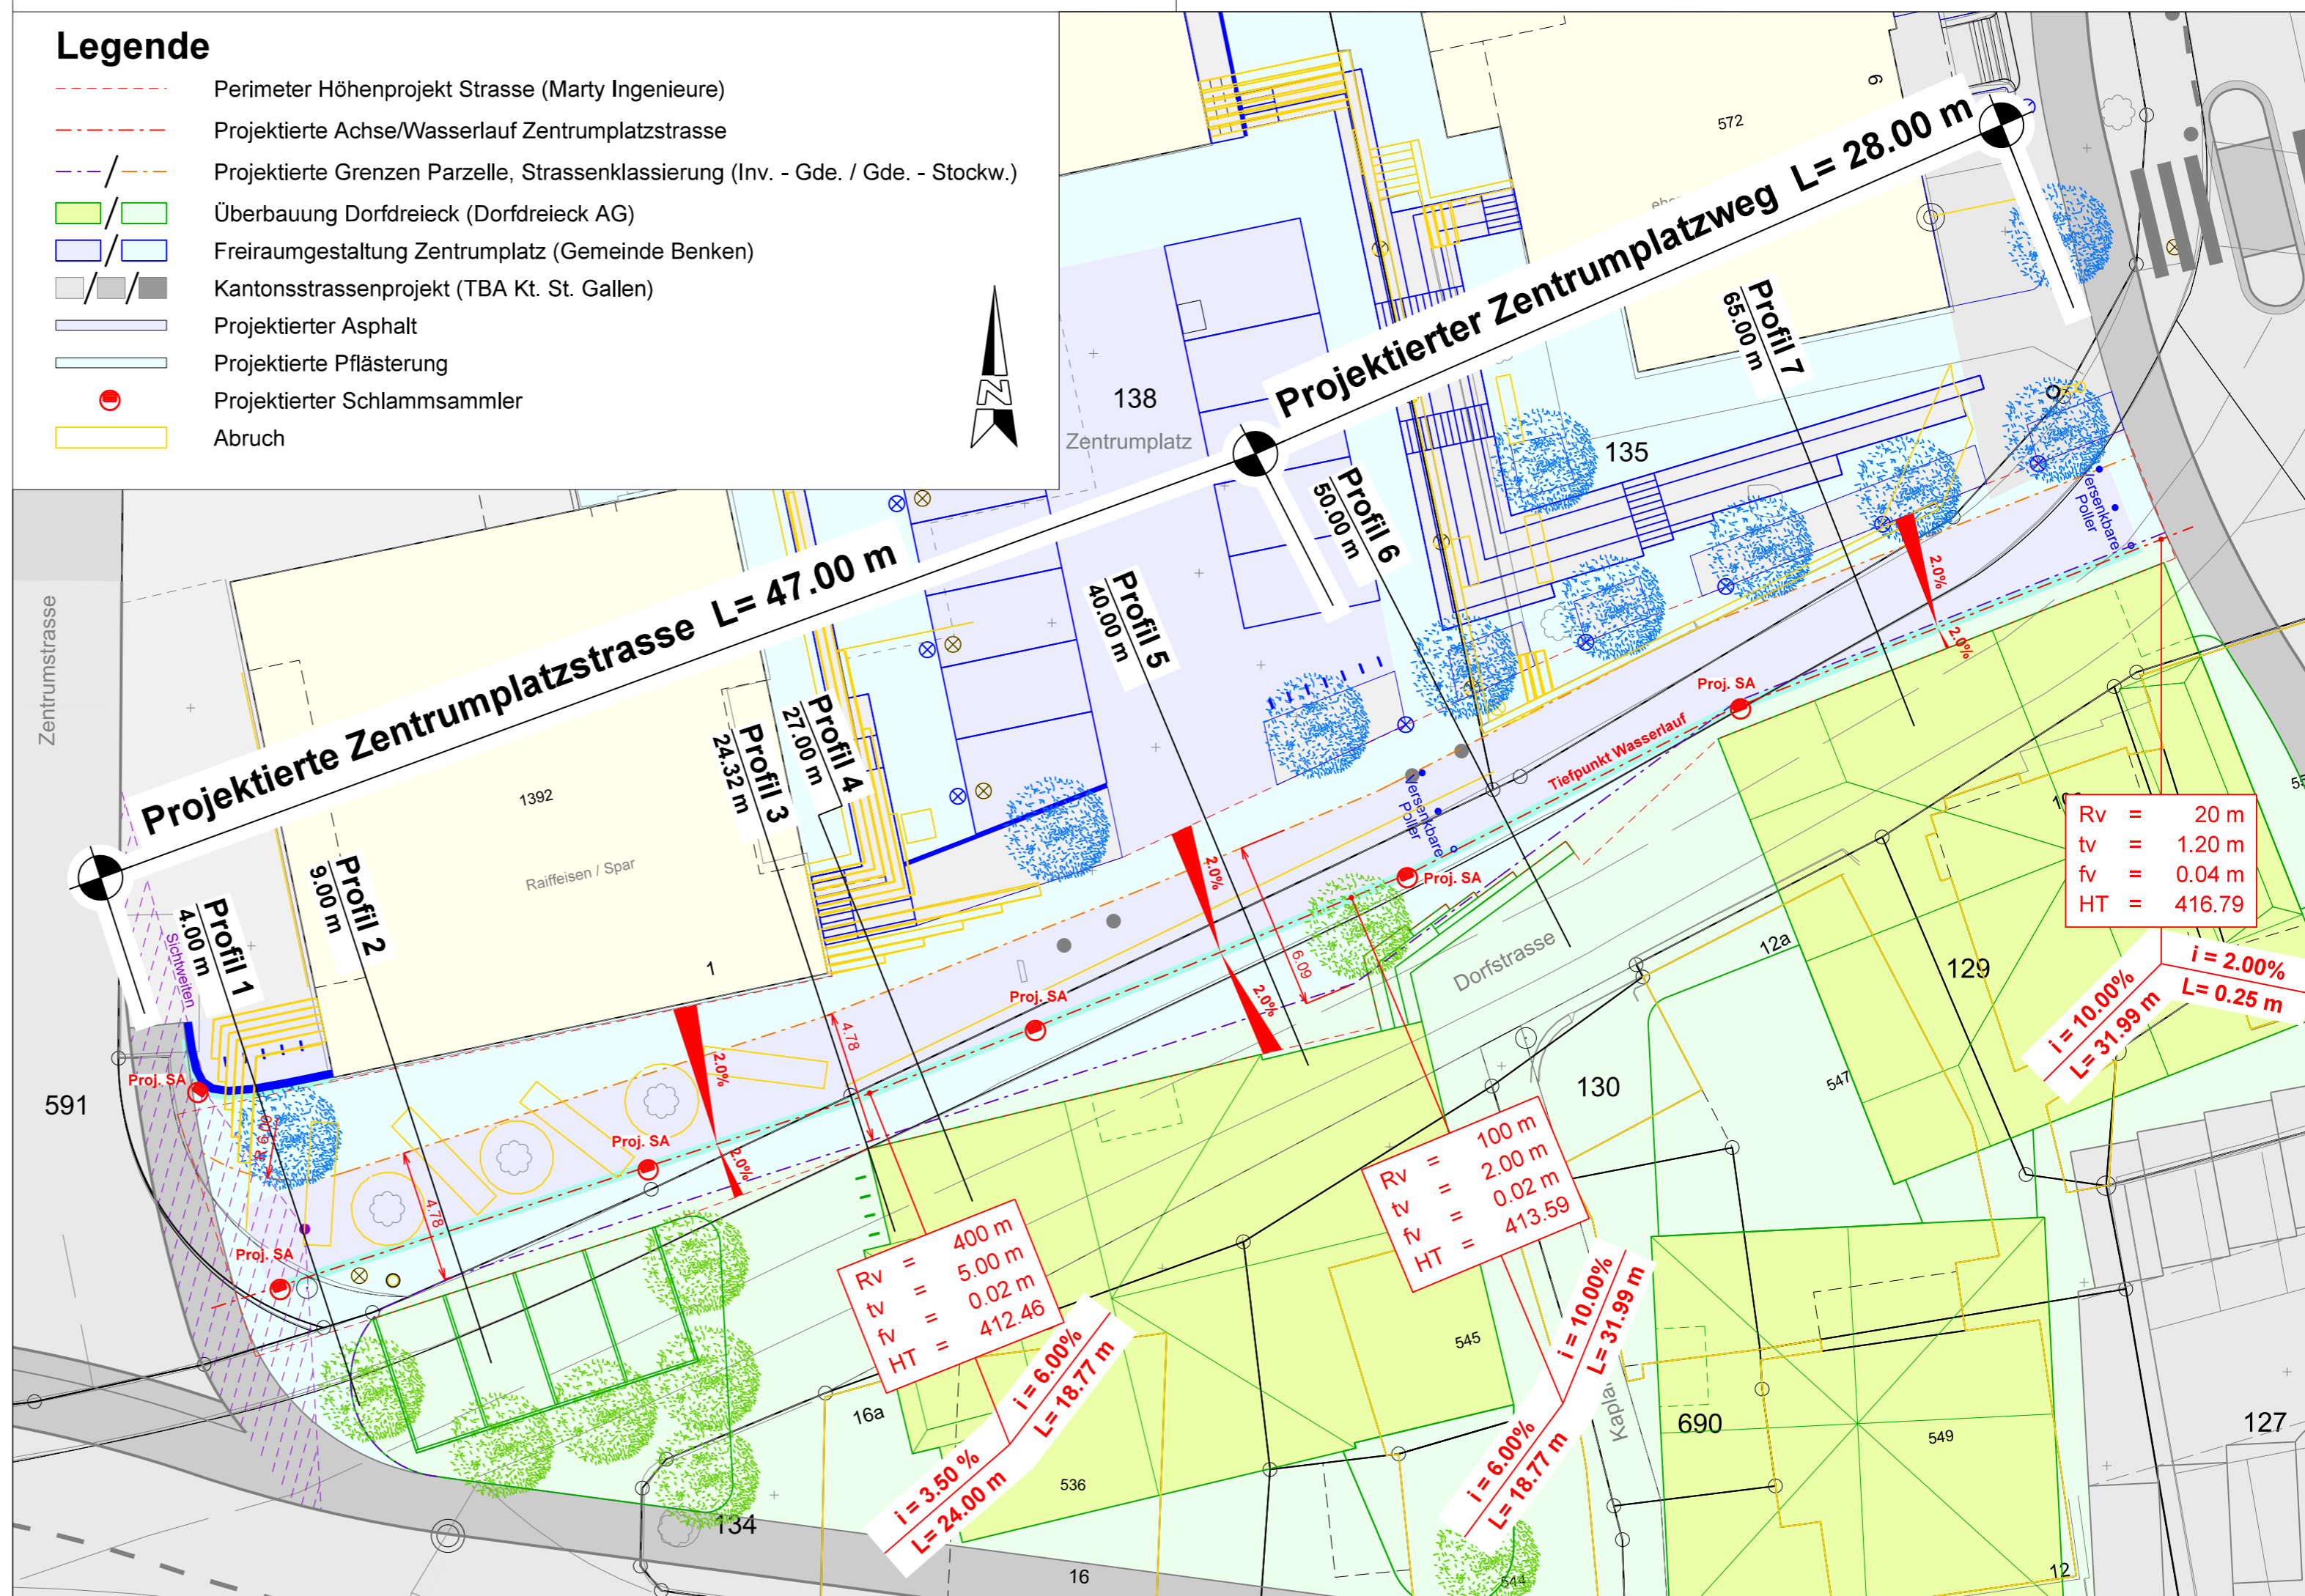 Legende
Perimeter Höhenprojekt Strasse (Marty Ingenieure)
Projektierte Achse/Wasserlauf Zentrumplatzstrasse
Projektierte Grenzen Parzelle, Strassenklassierung (Inv. - Gde. / Gde. - Stockw.)
Überbauung Dorfdreieck (Dorfdreieck AG)
Freiraumgestaltung Zentrumplatz (Gemeinde Benken)
Kantonsstrassenprojekt (TBA Kt. St. Gallen)
Projektierter Asphalt
Projektierte Pflästerung
Projektierter Schlammsammler
Abruch
N
138
Zentrumplatz
572
6
135
Projektierter Zentrumplatzweg L= 28.00 m
Projektierte Zentrumplatzstrasse L= 47.00 m
Zentrumstrasse
1392
Raiffeisen / Spar
1
591
Sichtweiten
Profil 1
4.00 m
Profil 2
9.00 m
Profil 3
24.32 m
Profil 4
27.00 m
Profil 5
40.00 m
Profil 6
50.00 m
Profil 7
65.00 m
Versenkbare
Poller
Versenkbare
Poller
2.0%
2.0%
2.0%
2.0%
2.0%
2.0%
Proj. SA
Proj. SA
Proj. SA
Proj. SA
Proj. SA
Proj. SA
Tiefpunkt Wasserlauf
4.78
4.78
6.09
Dorfstrasse
12a
129
130
547
545
16a
536
134
16
690
549
127
12
544
Rv = 400 m
tv = 5.00 m
fv = 0.02 m
HT = 412.46
i = 3.50 %
L= 24.00 m
i = 6.00%
L= 18.77 m
Rv = 100 m
tv = 2.00 m
fv = 0.02 m
HT = 413.59
i = 6.00%
L= 18.77 m
i = 10.00%
L= 31.99 m
Rv = 20 m
tv = 1.20 m
fv = 0.04 m
HT = 416.79
i = 10.00%
L= 31.99 m
i = 2.00%
L= 0.25 m